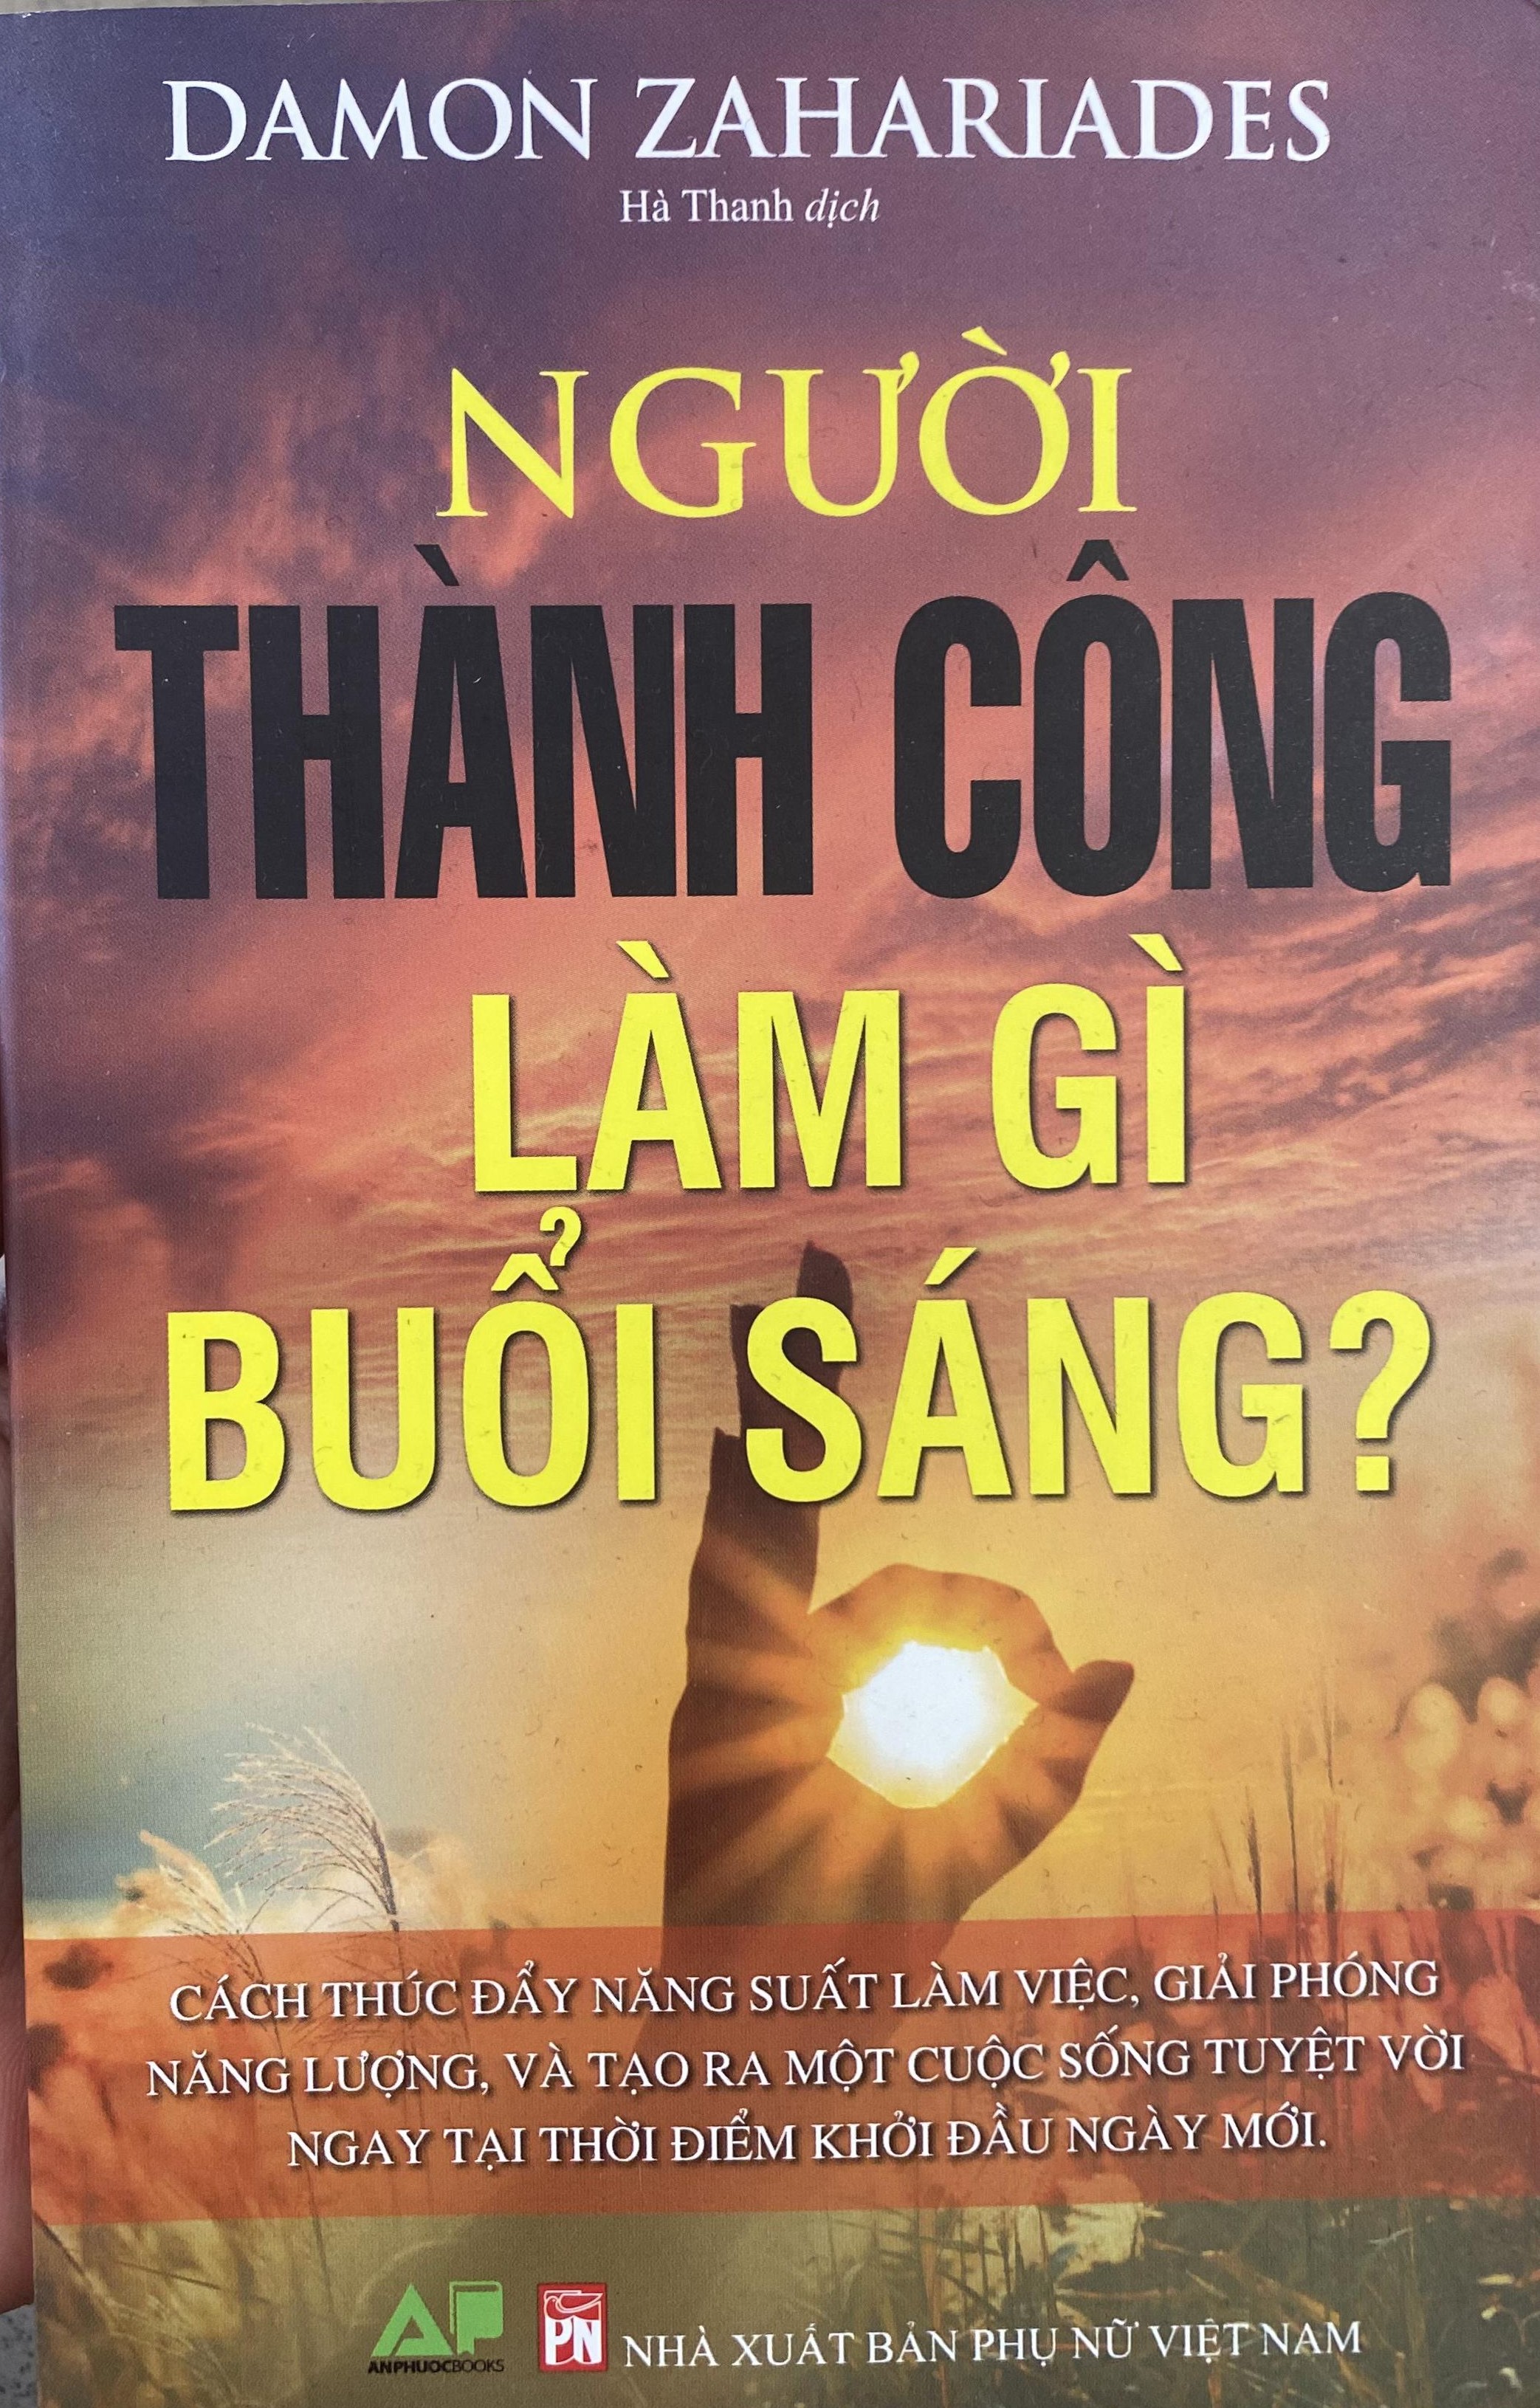 DAMON ZAHARIADES
Hà Thanh dịch
NGƯỜI
THÀNH CÔNG
LÀM GÌ
BUỔI SÁNG?
CÁCH THÚC ĐẨY NĂNG SUẤT LÀM VIỆC, GIẢI PHÓNG
NĂNG LƯỢNG, VÀ TẠO RA MỘT CUỘC SỐNG TUYỆT VỜI
NGAY TẠI THỜI ĐIỂM KHỞI ĐẦU NGÀY MỚI.
AP
ANPHUOCBOOKS
PN
NHÀ XUẤT BẢN PHỤ NỮ VIỆT NAM